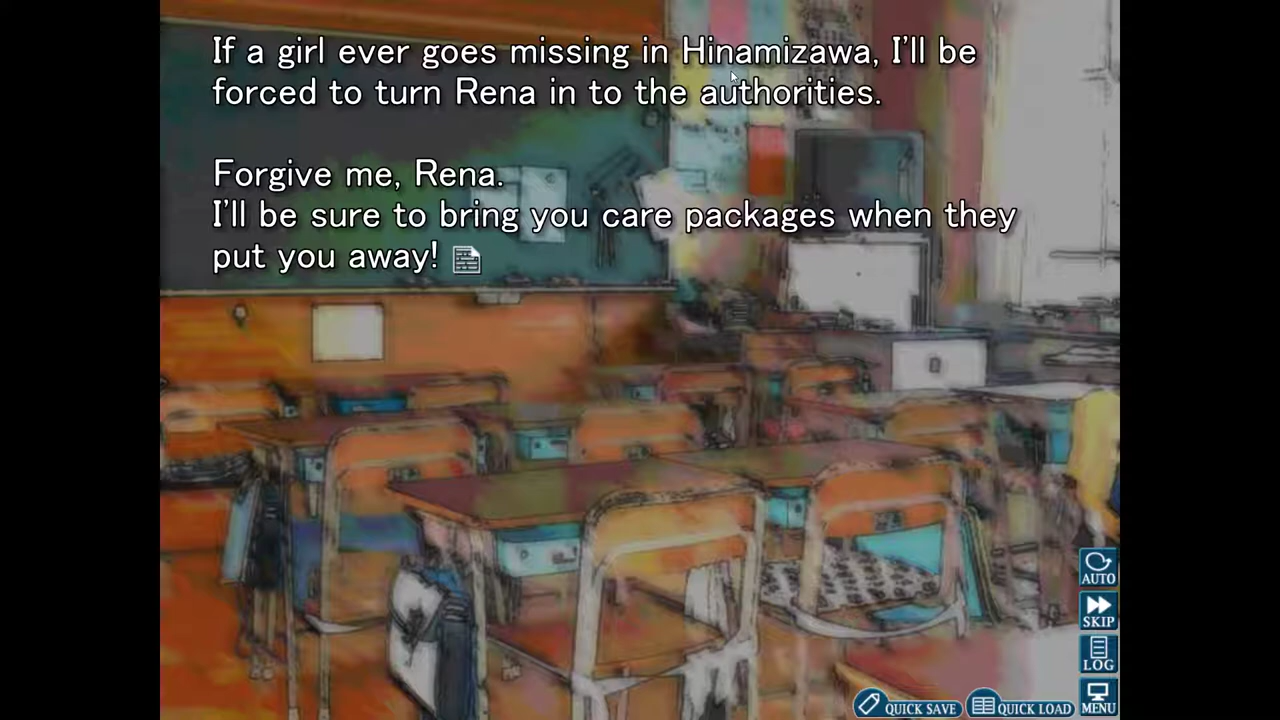 If a girl ever goes missing in Hinamizawa, I'll be
forced to turn Rena in to the authorities.
Forgive me, Rena.
I'll be sure to bring you care packages when they
put you away!
AUTO
SKIP
LOG
MENU
QUICK SAVE
QUICK LOAD